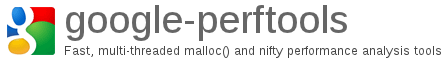 google-perftools
Fast, multi-threaded malloc() and nifty performance analysis tools